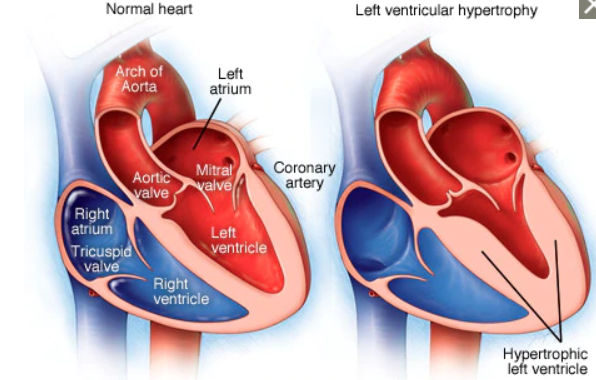 Normal heart
Left ventricular hypertrophy
Arch of
Aorta
Left
atrium
Aortic
valve
Mitral
valve
Coronary
artery
Right
atrium
Tricuspid
valve
Left
ventricle
Right
ventricle
Hypertrophic
left ventricle